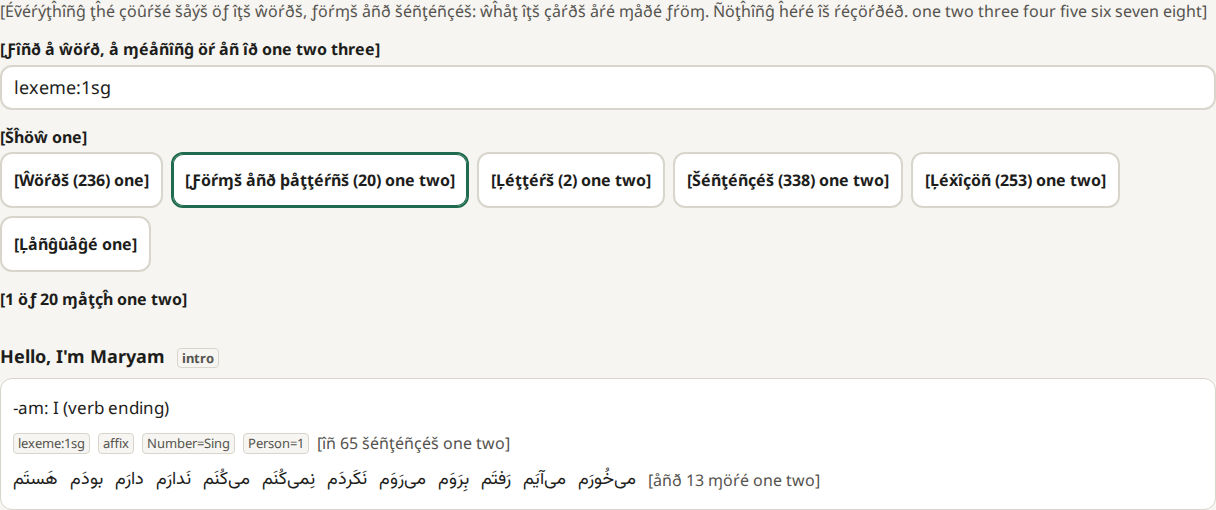 [Éṽéŕýţĥîñĝ ţĥé çöûŕšé šåýš öƒ îţš ŵöŕðš, ƒöŕɱš åñð šéñţéñçéš: ŵĥåţ îţš çåŕðš åŕé ɱåðé ƒŕöɱ. Ñöţĥîñĝ ĥéŕé îš ŕéçöŕðéð. one two three four five six seven eight]
[Ƒîñð å ŵöŕð, å ɱéåñîñĝ öŕ åñ îð one two three]
lexeme:1sg
[Šĥöŵ one]
[Ŵöŕðš (236) one] [Ƒöŕɱš åñð þåţţéŕñš (20) one two] [Ļéţţéŕš (2) one two] [Šéñţéñçéš (338) one two] [Ļéẋîçöñ (253) one two]
[Ļåñĝûåĝé one]
[1 öƒ 20 ɱåţçĥ one two]
Hello, I'm Maryam intro
-am: I (verb ending)
lexeme:1sg affix Number=Sing Person=1 [îñ 65 šéñţéñçéš one two]
هَستَم بودَم دارَم نَدارَم می‌کُنَم نِمی‌کُنَم نَکَردَم می‌رَوَم بِرَوَم رَفتَم می‌آیَم می‌خُورَم [åñð 13 ɱöŕé one two]